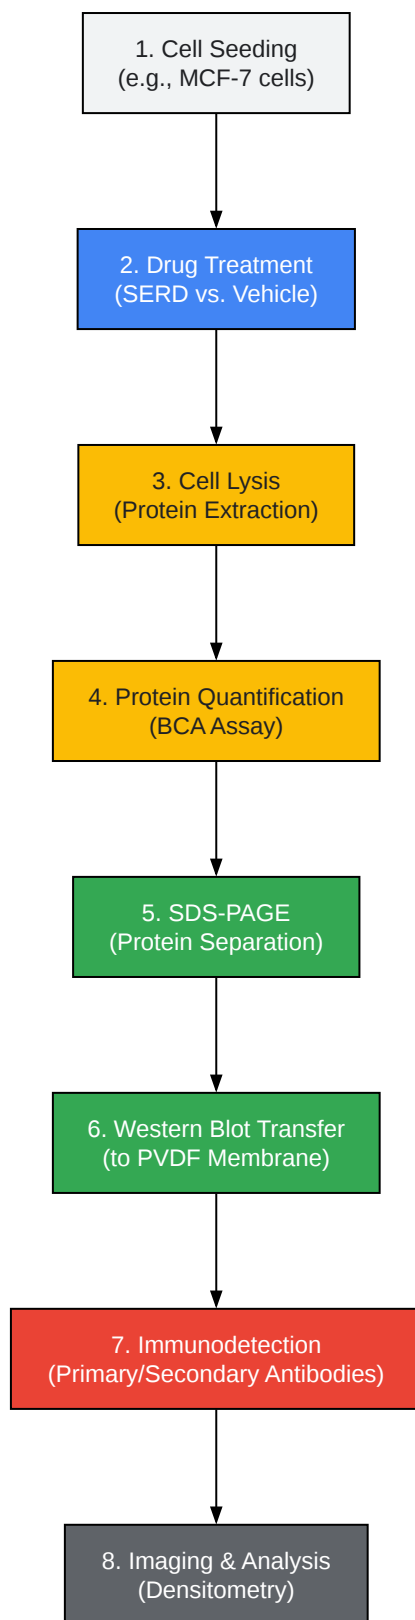 1. Cell Seeding
(e.g., MCF-7 cells)
2. Drug Treatment
(SERD vs. Vehicle)
3. Cell Lysis
(Protein Extraction)
4. Protein Quantification
(BCA Assay)
5. SDS-PAGE
(Protein Separation)
6. Western Blot Transfer
(to PVDF Membrane)
7. Immunodetection
(Primary/Secondary Antibodies)
8. Imaging & Analysis
(Densitometry)